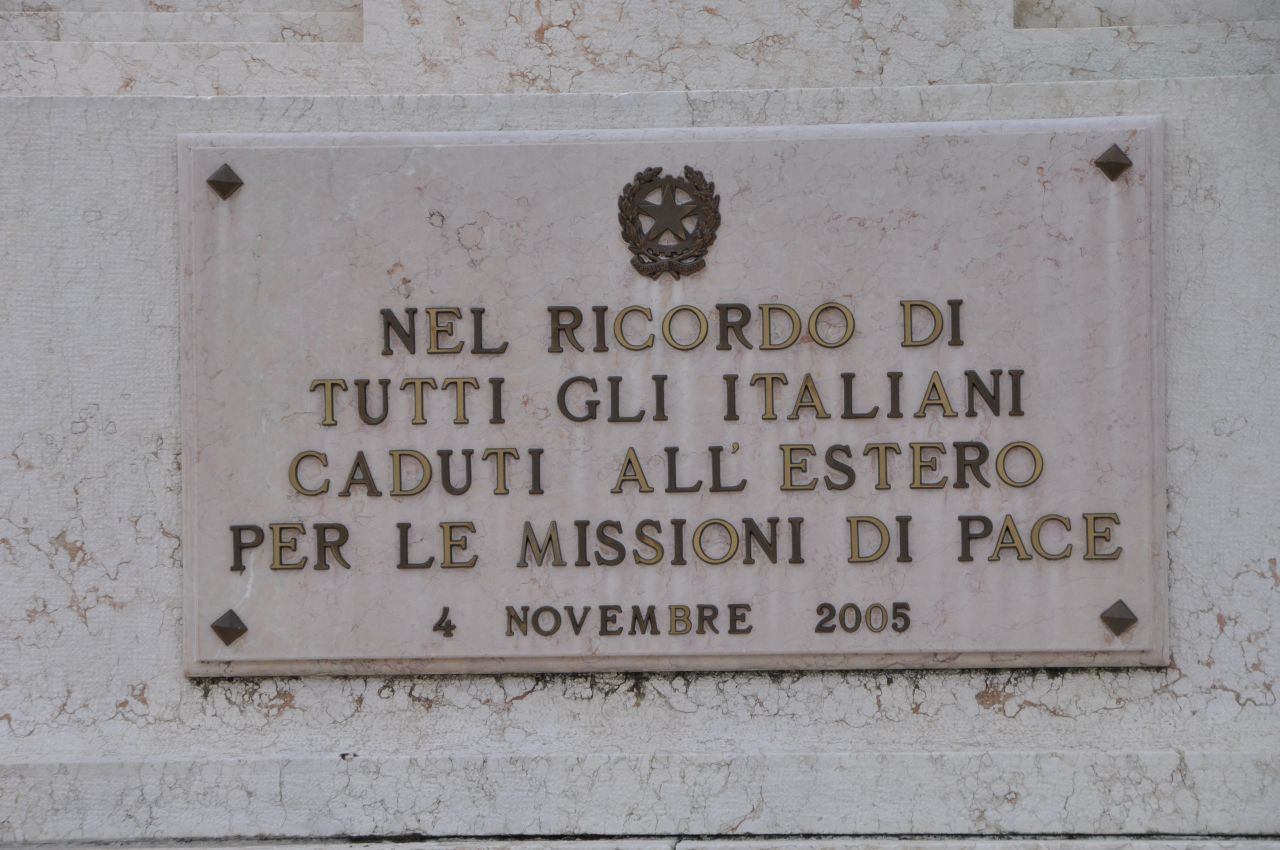 NEL RICORDO DI
TUTTI GLI ITALIANI
CADUTI ALL'ESTERO
PER LE MISSIONI DI PACE
4 NOVEMBRE 2005